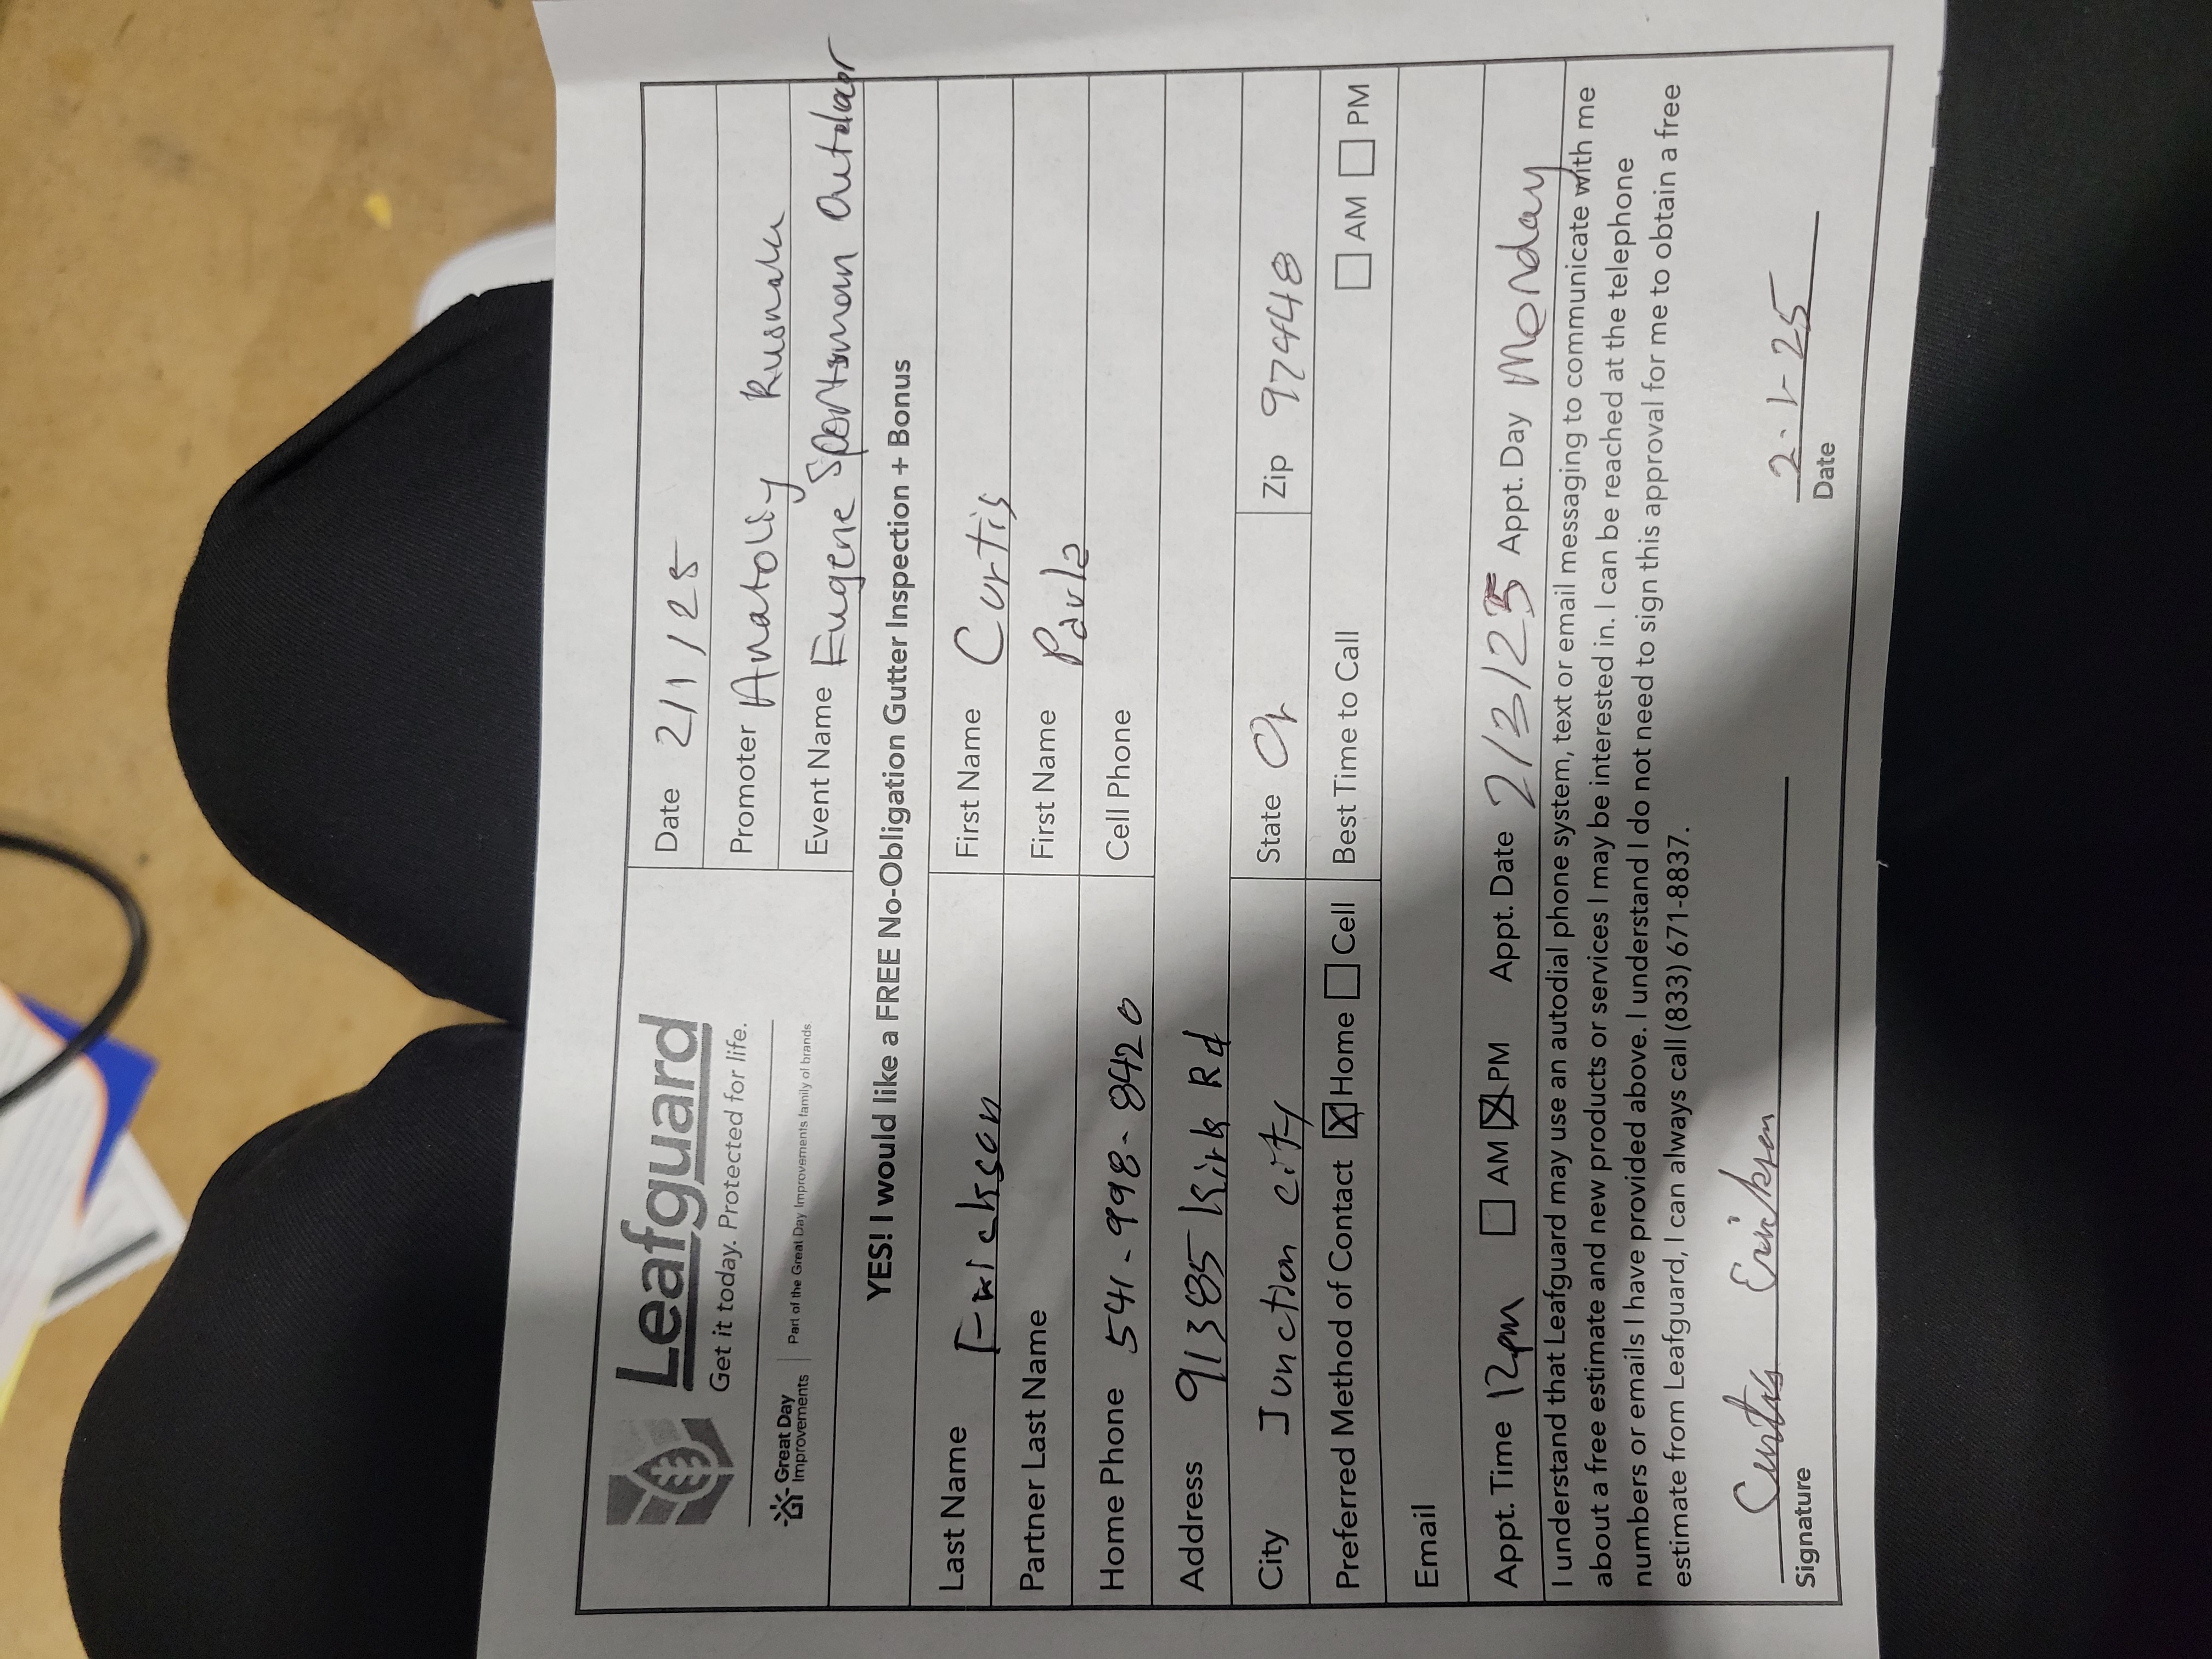 Leafguard
Get it today. Protected for life.
Great Day Improvements
Part of the Great Day Improvements family of brands.
Date 2/1/25
Promoter Anatoliy Rusnak
Event Name Eugene Sportsman Outdoor
YES! I would like a FREE No-Obligation Gutter Inspection + Bonus
Last Name Erickson First Name Curtis
Partner Last Name First Name Paula
Home Phone 541-998-8420 Cell Phone
Address 91385 Kirk Rd
City Junction city State Or Zip 97448
Preferred Method of Contact Home Cell Best Time to Call AM PM
Email
Appt. Time 12pm AM PM Appt. Date 2/3/25 Appt. Day Monday
I understand that Leafguard may use an autodial phone system, text or email messaging to communicate with me
about a free estimate and new products or services I may be interested in. I can be reached at the telephone
numbers or emails I have provided above. I understand I do not need to sign this approval for me to obtain a free
estimate from Leafguard, I can always call (833) 671-8837.
Curtis Erickson 2-1-25
Signature Date